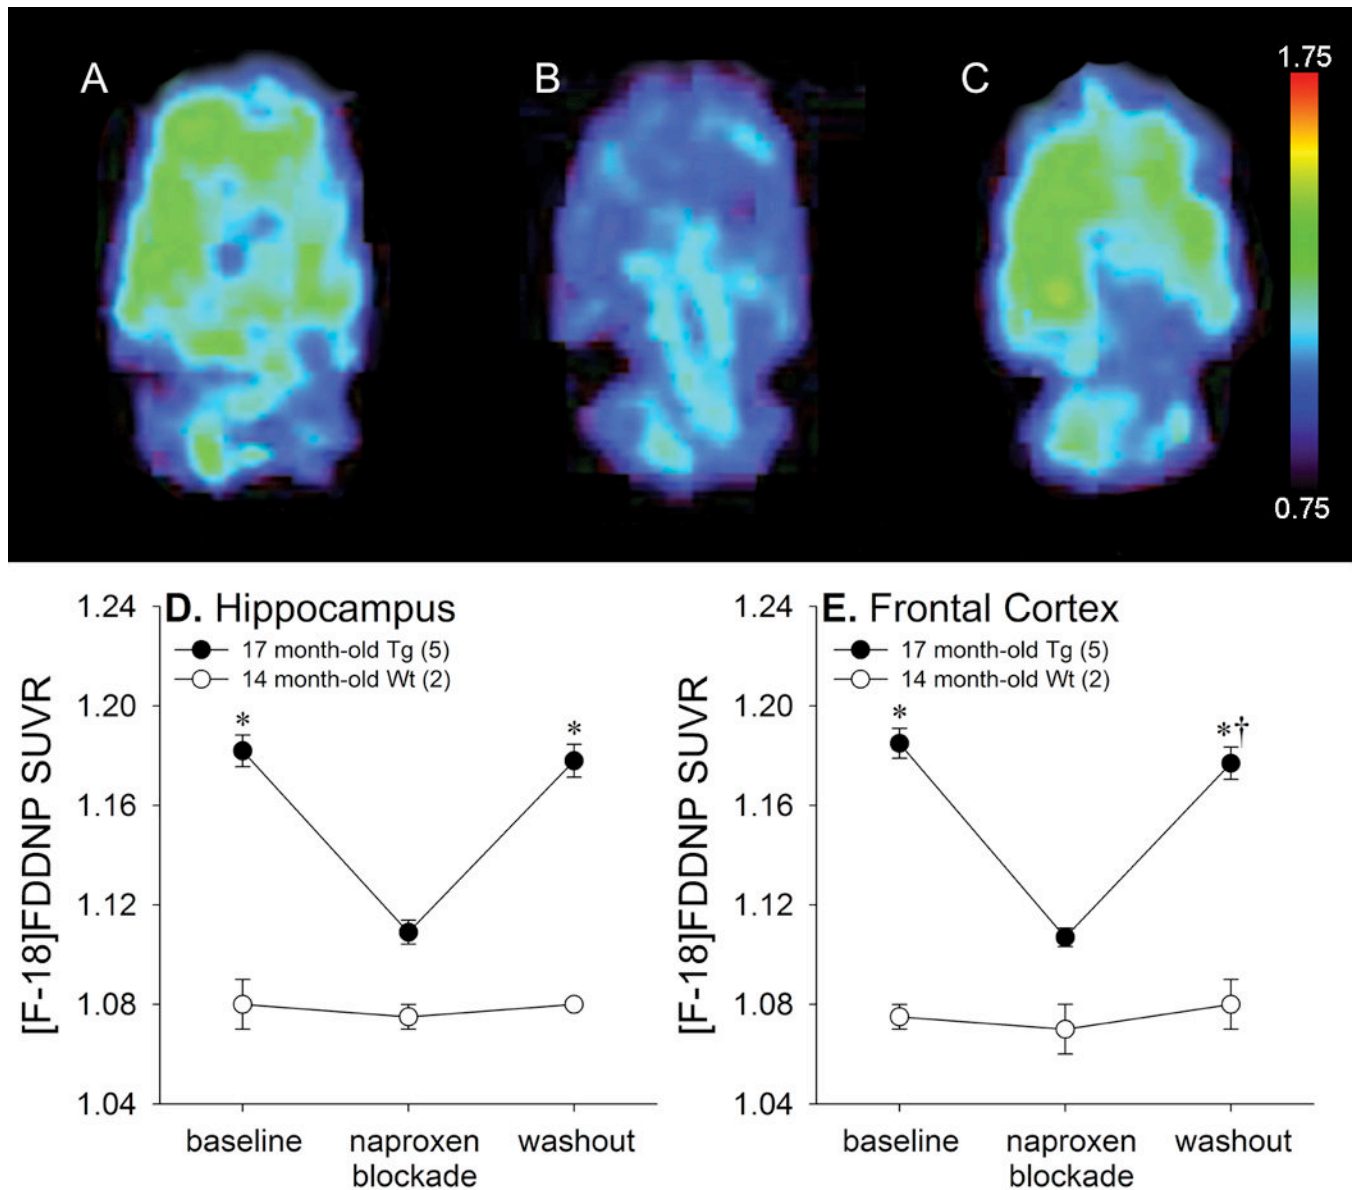 A
B
C
1.75
0.75
D. Hippocampus
17 month-old Tg (5)
14 month-old Wt (2)
[F-18]FDDNP SUVR
1.24
1.20
1.16
1.12
1.08
1.04
*
*
baseline
naproxen
blockade
washout
E. Frontal Cortex
17 month-old Tg (5)
14 month-old Wt (2)
[F-18]FDDNP SUVR
1.24
1.20
1.16
1.12
1.08
1.04
*
*†
baseline
naproxen
blockade
washout